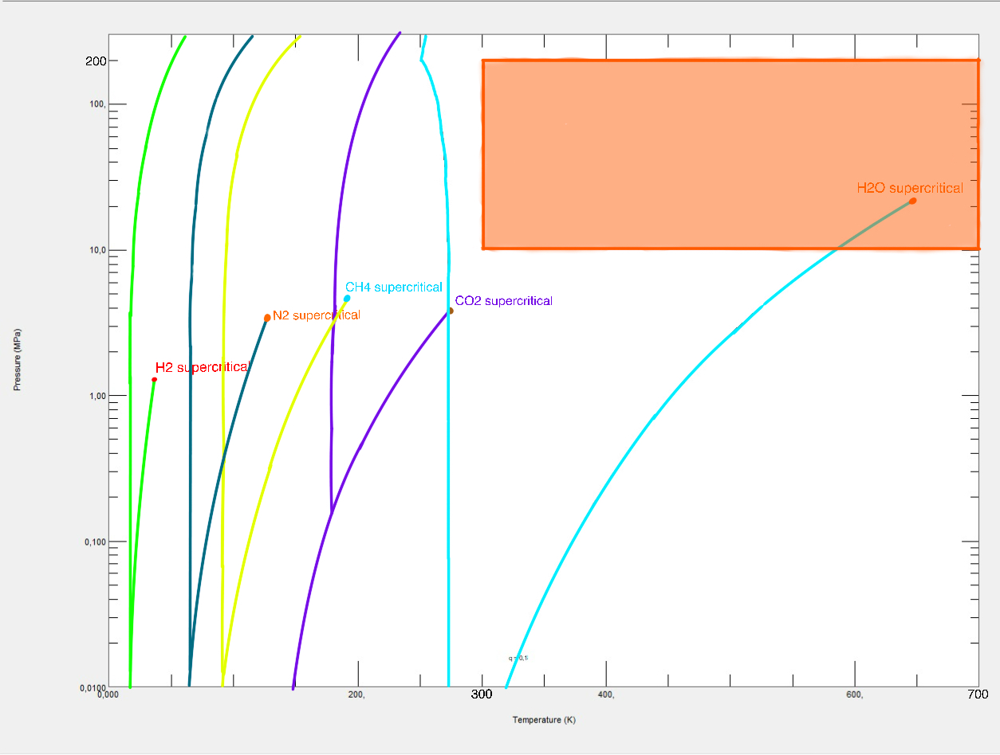 200
100,
H2O supercritical
10,0
CH4 supercritical
CO2 supercritical
N2 supercritical
Pressure (MPa)
H2 supercritical
1,00
0,100
0,0100
0,000
200,
300
400,
600,
700
Temperature (K)